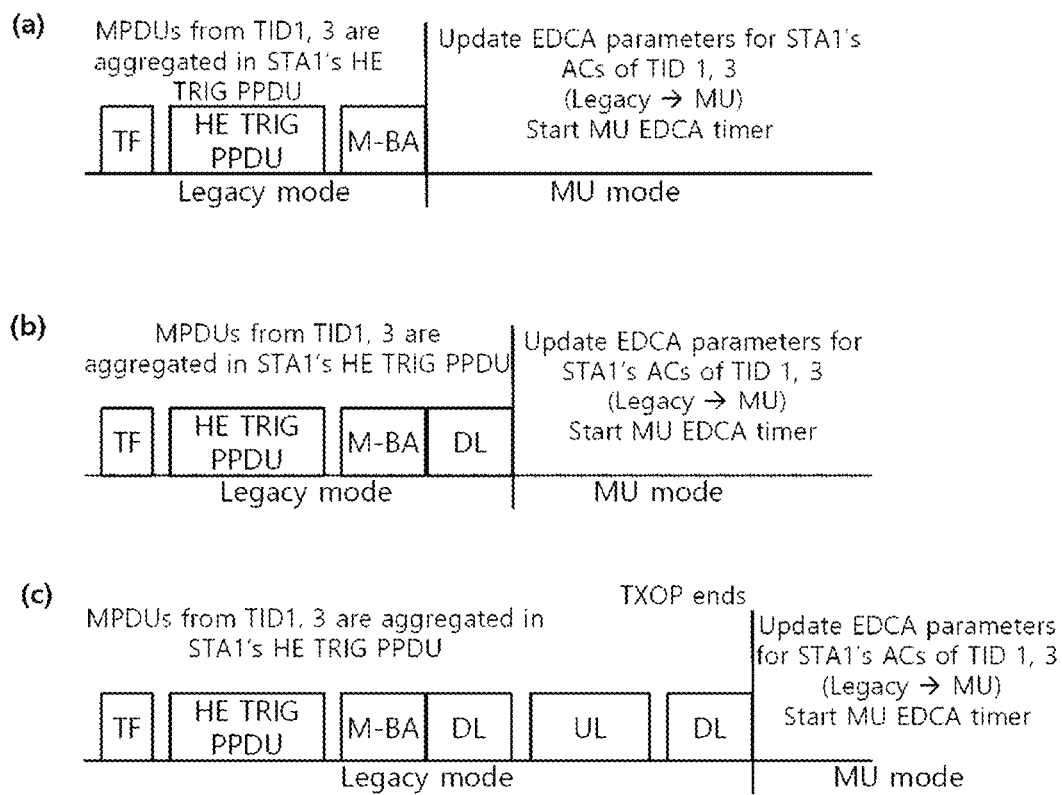 (a)
MPDUs from TID1, 3 are
aggregated in STA1's HE
TRIG PPDU
Update EDCA parameters for STA1's
ACs of TID 1, 3
(Legacy → MU)
Start MU EDCA timer
TF
HE TRIG
PPDU
M-BA
Legacy mode
MU mode
(b)
MPDUs from TID1, 3 are
aggregated in STA1's HE TRIG PPDU
Update EDCA parameters for
STA1's ACs of TID 1, 3
(Legacy → MU)
Start MU EDCA timer
TF
HE TRIG
PPDU
M-BA
DL
Legacy mode
MU mode
(c)
TXOP ends
MPDUs from TID1, 3 are aggregated in
STA1's HE TRIG PPDU
Update EDCA parameters
for STA1's ACs of TID 1, 3
(Legacy → MU)
Start MU EDCA timer
TF
HE TRIG
PPDU
M-BA
DL
UL
DL
Legacy mode
MU mode